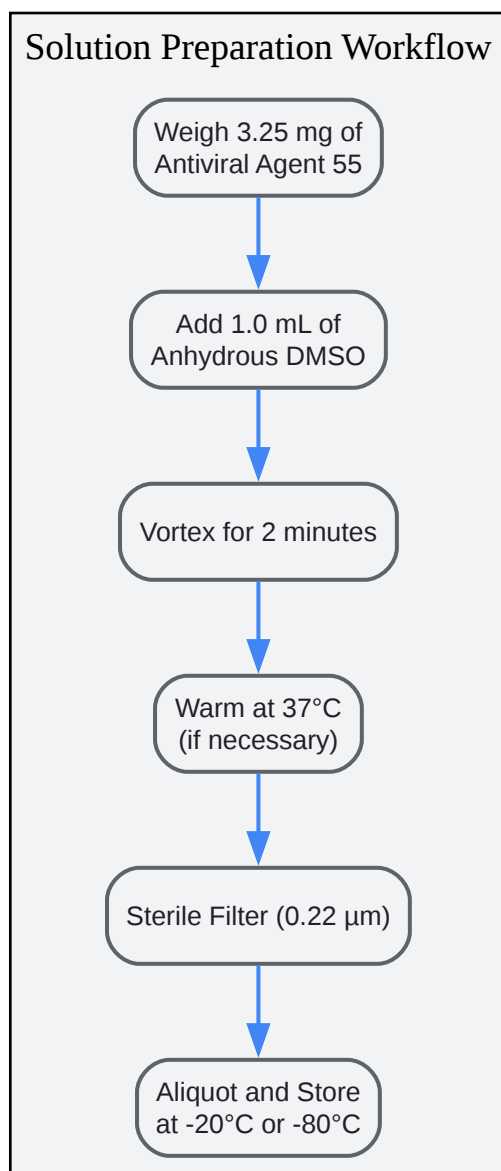 Solution Preparation Workflow
Weigh 3.25 mg of
Antiviral Agent 55
Add 1.0 mL of
Anhydrous DMSO
Vortex for 2 minutes
Warm at 37°C
(if necessary)
Sterile Filter (0.22 µm)
Aliquot and Store
at -20°C or -80°C